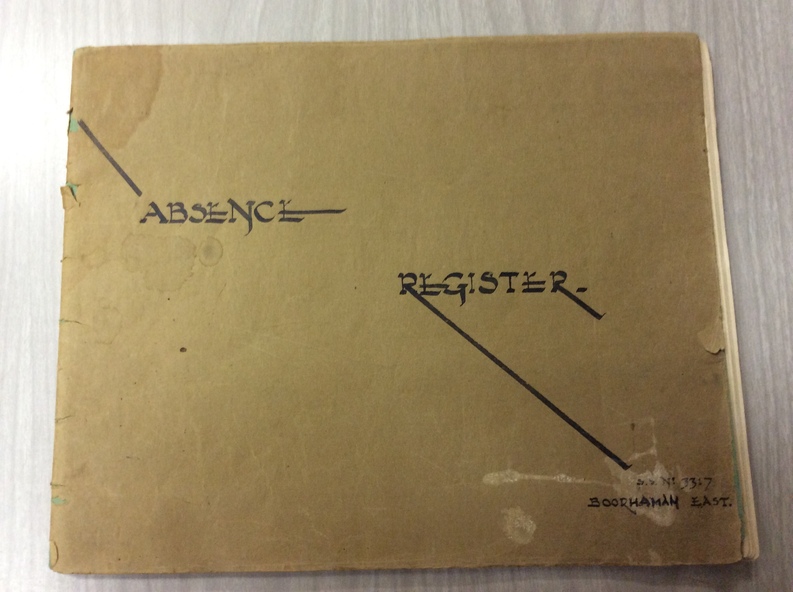 ABSENCE
REGISTER.
S.S. No 3317
BOORHAMAN EAST.